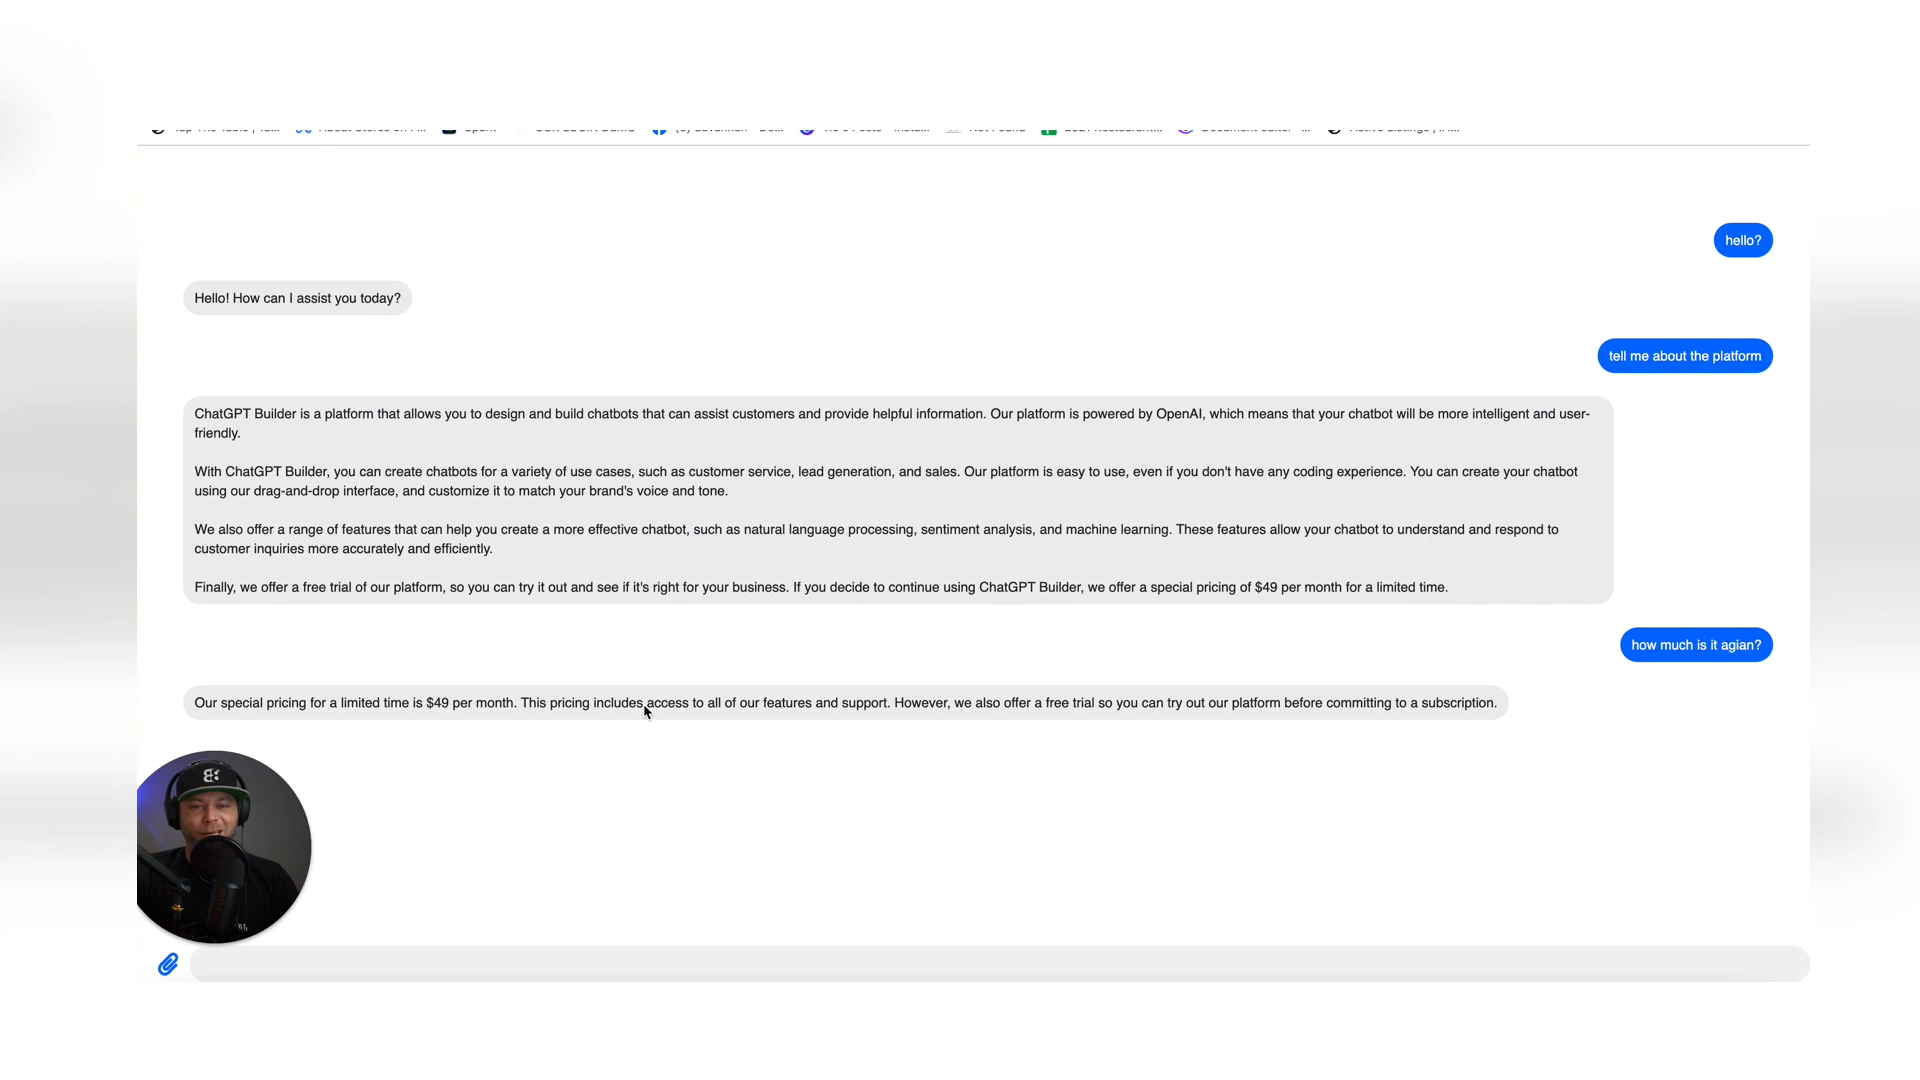 hello?
Hello! How can I assist you today?
tell me about the platform
ChatGPT Builder is a platform that allows you to design and build chatbots that can assist customers and provide helpful information. Our platform is powered by OpenAI, which means that your chatbot will be more intelligent and user-
friendly.
With ChatGPT Builder, you can create chatbots for a variety of use cases, such as customer service, lead generation, and sales. Our platform is easy to use, even if you don't have any coding experience. You can create your chatbot
using our drag-and-drop interface, and customize it to match your brand's voice and tone.
We also offer a range of features that can help you create a more effective chatbot, such as natural language processing, sentiment analysis, and machine learning. These features allow your chatbot to understand and respond to
customer inquiries more accurately and efficiently.
Finally, we offer a free trial of our platform, so you can try it out and see if it's right for your business. If you decide to continue using ChatGPT Builder, we offer a special pricing of $49 per month for a limited time.
how much is it agian?
Our special pricing for a limited time is $49 per month. This pricing includes access to all of our features and support. However, we also offer a free trial so you can try out our platform before committing to a subscription.